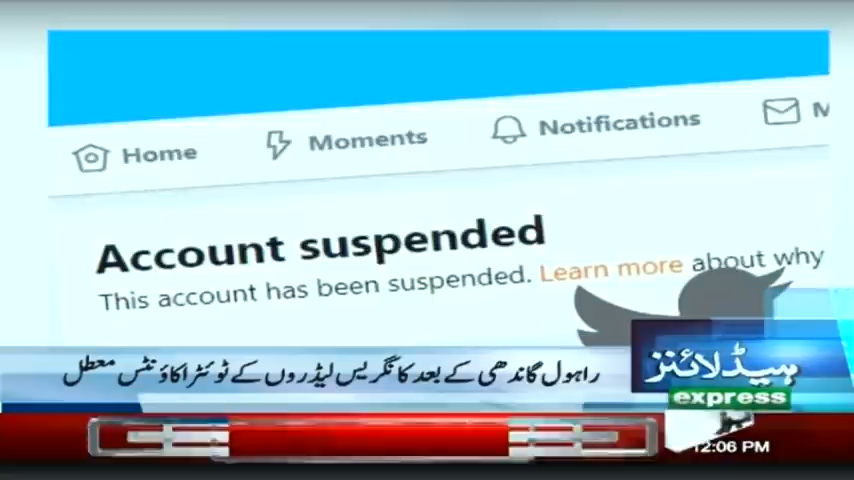 Home Moments Notifications M
Account suspended
This account has been suspended. Learn more about why
راہول گاندھی کے بعد کانگریس لیڈروں کے ٹوئٹر اکاؤنٹس معطل
ہیڈلائنز
express
12:06 PM